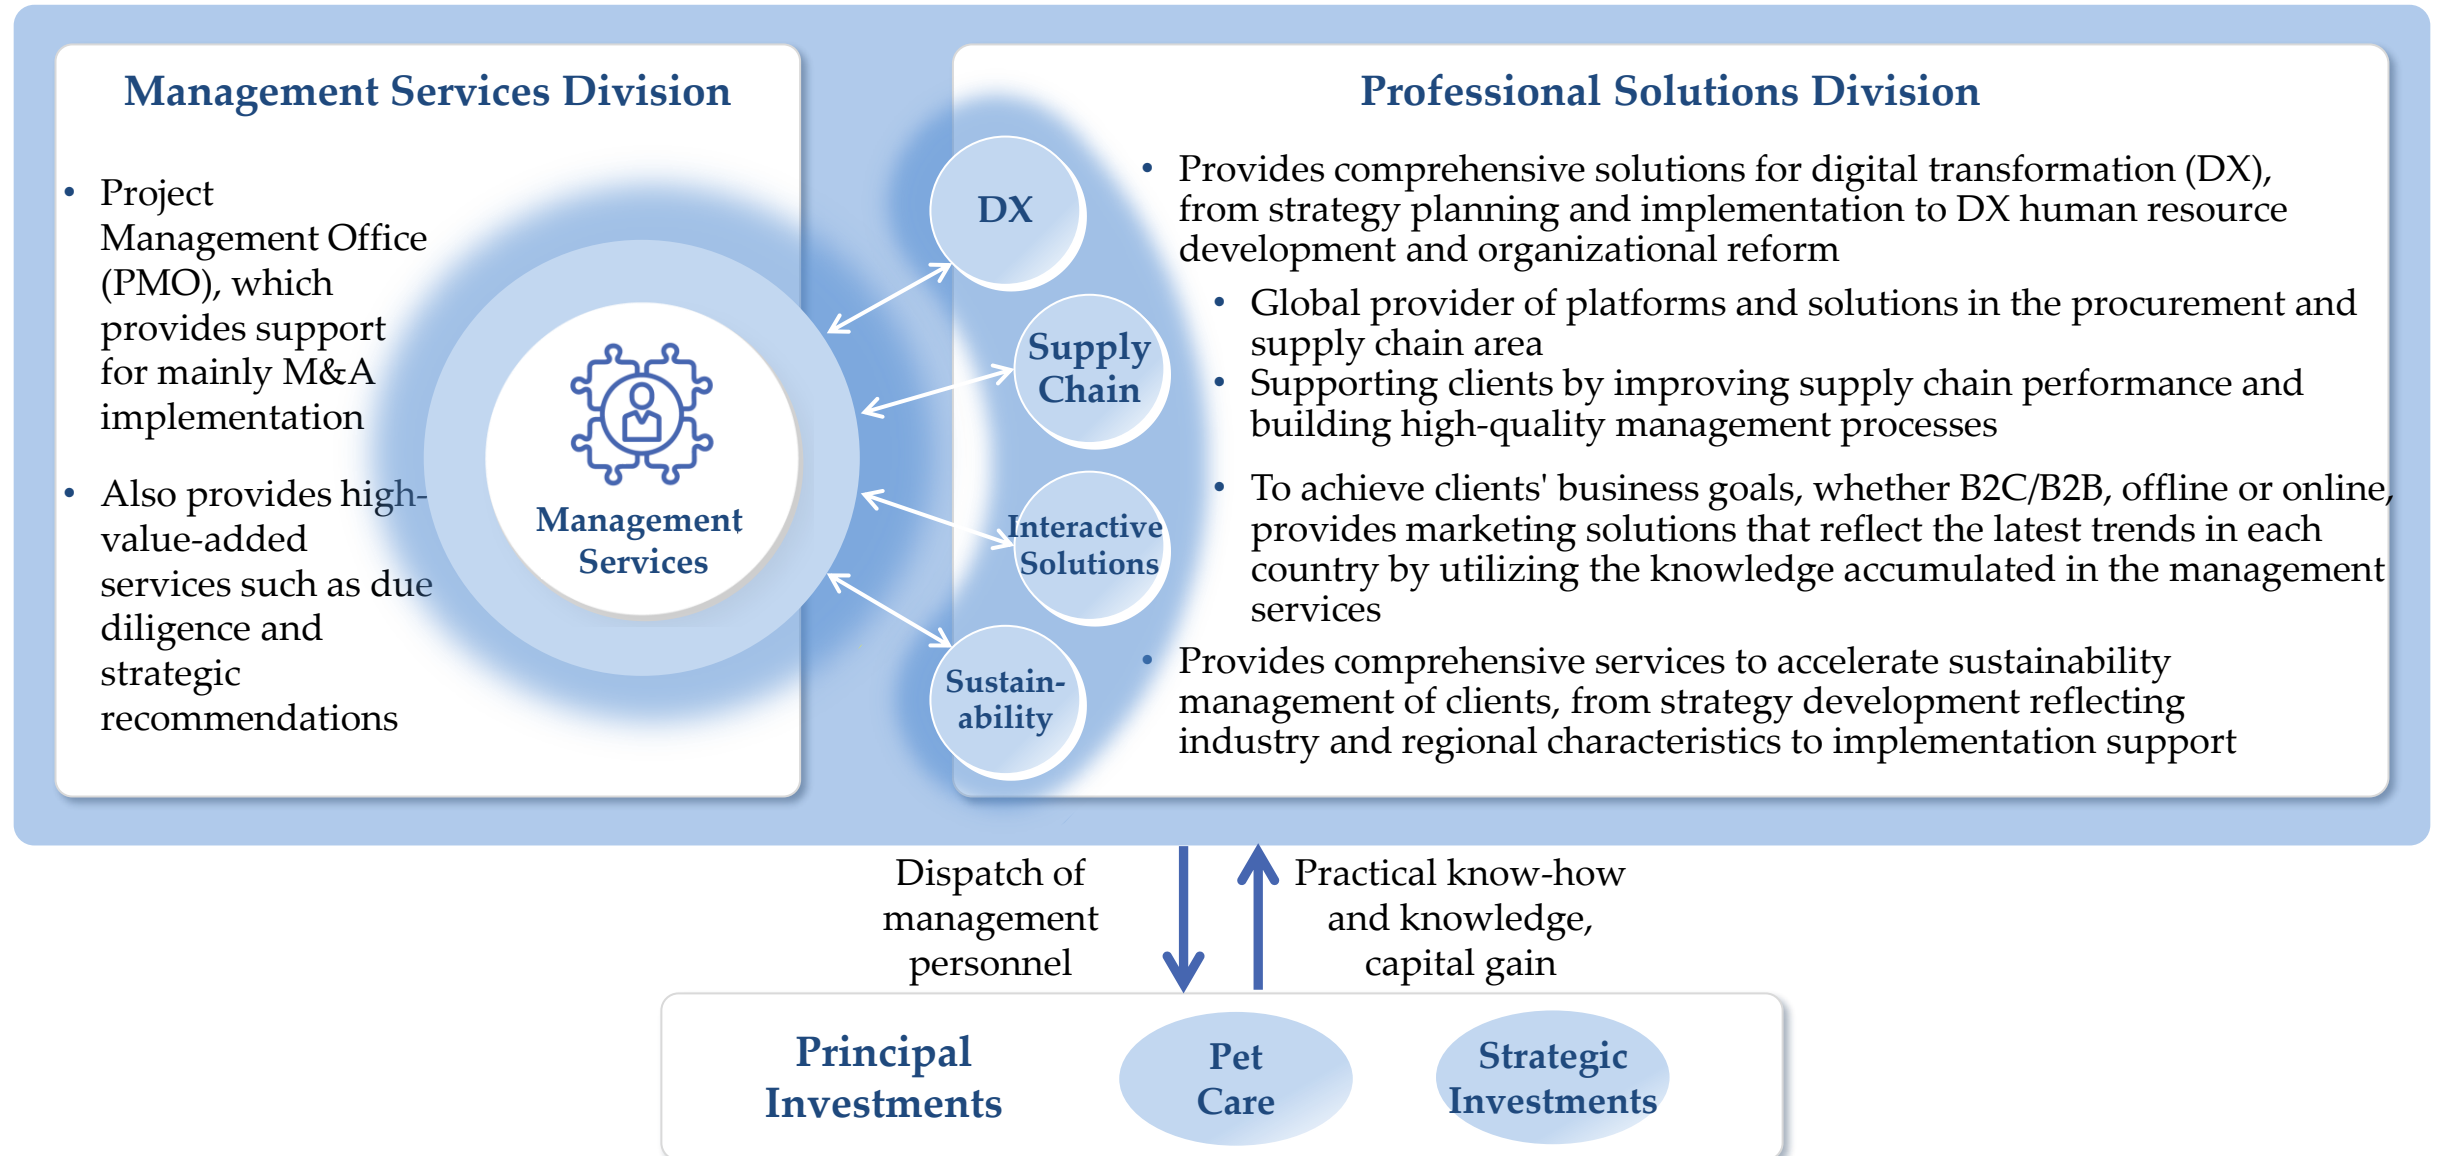 Management Services Division
• Project
Management Office
(PMO), which
provides support
for mainly M&A
implementation
• Also provides high-
value-added
services such as due
diligence and
strategic
recommendations
Management
Services
Professional Solutions Division
DX
• Provides comprehensive solutions for digital transformation (DX),
from strategy planning and implementation to DX human resource
development and organizational reform
Supply
Chain
• Global provider of platforms and solutions in the procurement and
supply chain area
• Supporting clients by improving supply chain performance and
building high-quality management processes
Interactive
Solutions
• To achieve clients' business goals, whether B2C/B2B, offline or online,
provides marketing solutions that reflect the latest trends in each
country by utilizing the knowledge accumulated in the management
services
Sustain-
ability
• Provides comprehensive services to accelerate sustainability
management of clients, from strategy development reflecting
industry and regional characteristics to implementation support
Dispatch of
management
personnel
Practical know-how
and knowledge,
capital gain
Principal
Investments
Pet
Care
Strategic
Investments